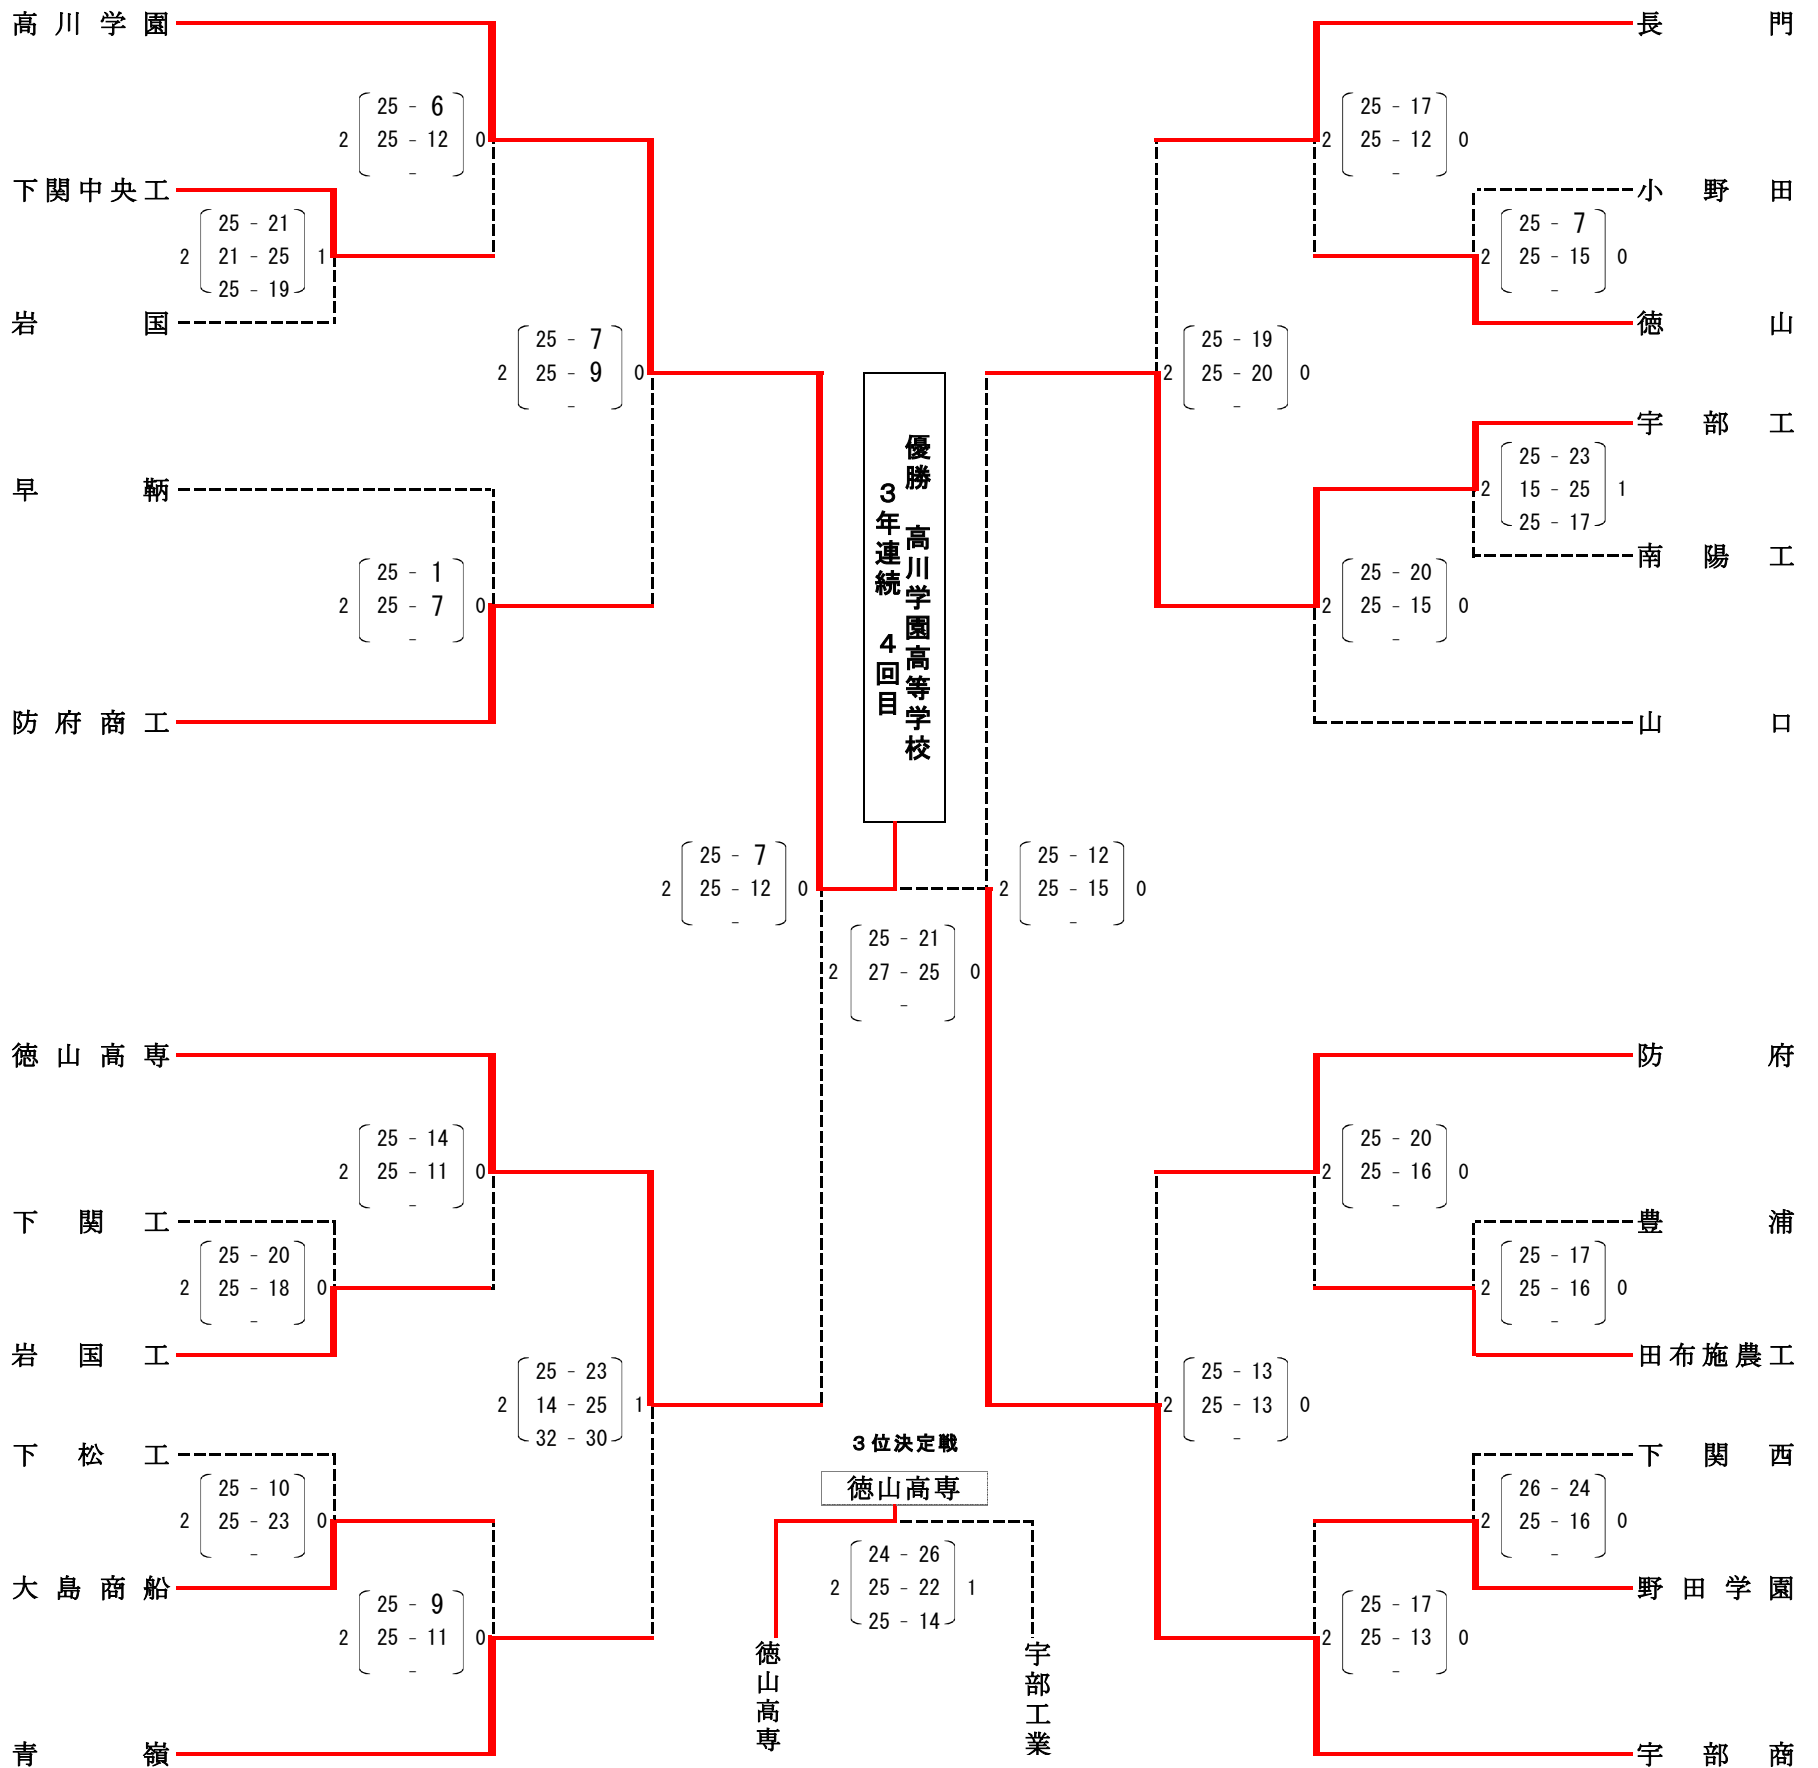 高川学園
25 - 6
2 25 - 12 0
-
下関中央工
25 - 21
2 21 - 25 1
25 - 19
岩国
25 - 7
2 25 - 9 0
-
早鞆
25 - 1
2 25 - 7 0
-
防府商工
25 - 7
2 25 - 12 0
-
徳山高専
25 - 14
2 25 - 11 0
-
下関工
25 - 20
2 25 - 18 0
-
岩国工
25 - 23
2 14 - 25 1
32 - 30
下松工
25 - 10
2 25 - 23 0
-
大島商船
25 - 9
2 25 - 11 0
-
青嶺
優勝 高川学園高等学校
3年連続 4回目
25 - 21
2 27 - 25 0
-
3位決定戦
徳山高専
24 - 26
2 25 - 22 1
25 - 14
徳山高専
宇部工業
長門
25 - 17
2 25 - 12 0
-
小野田
25 - 7
2 25 - 15 0
-
徳山
25 - 19
2 25 - 20 0
-
宇部工
25 - 23
2 15 - 25 1
25 - 17
南陽工
25 - 20
2 25 - 15 0
-
山口
25 - 12
2 25 - 15 0
-
防府
25 - 20
2 25 - 16 0
-
豊浦
25 - 17
2 25 - 16 0
-
田布施農工
25 - 13
2 25 - 13 0
-
下関西
26 - 24
2 25 - 16 0
-
野田学園
25 - 17
2 25 - 13 0
-
宇部商